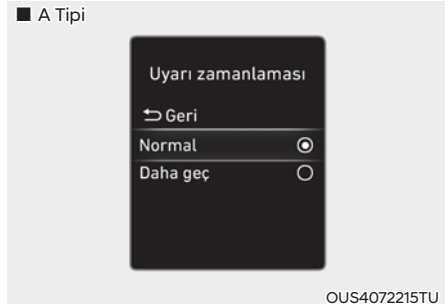 ■ A Tipi
Uyarı zamanlaması
Geri
Normal
Daha geç
OUS4072215TU